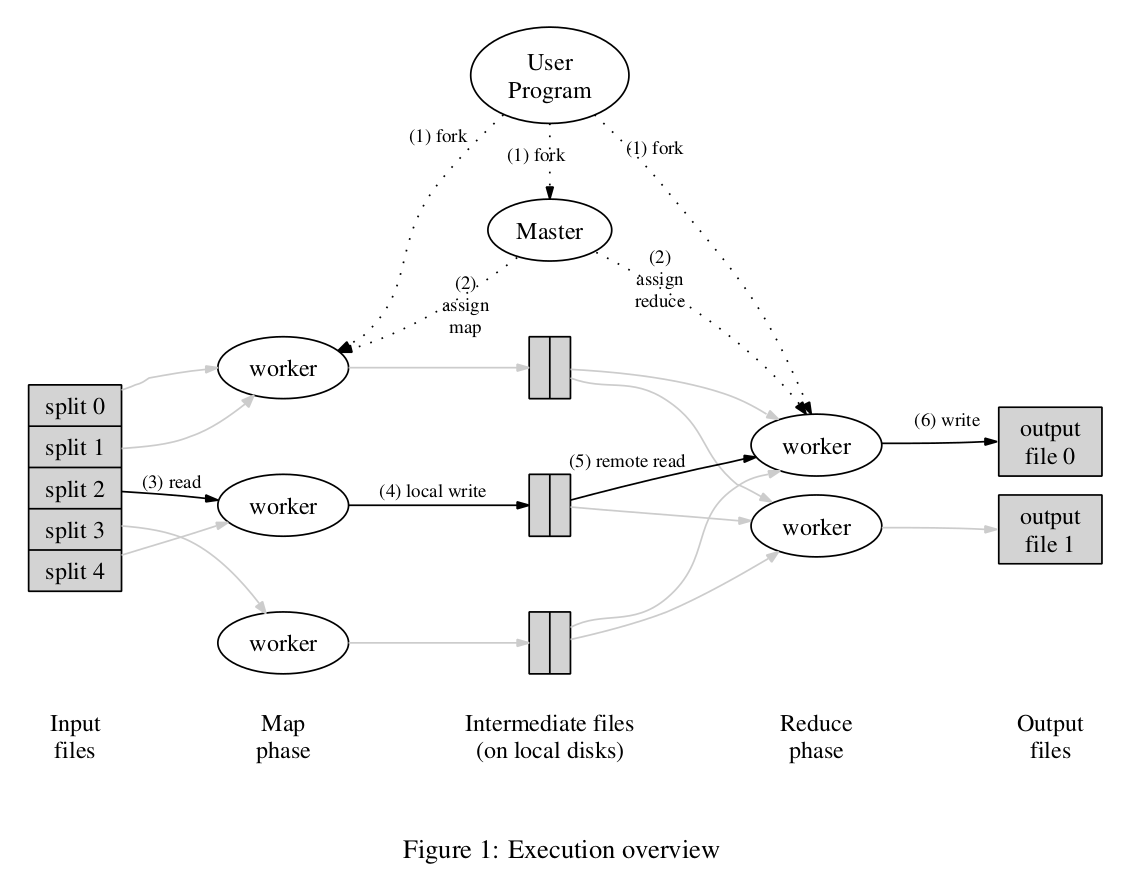 User
Program
(1) fork
(1) fork
(1) fork
Master
(2)
assign
map
(2)
assign
reduce
worker
split 0
split 1
split 2
split 3
split 4
(3) read
worker
(4) local write
(5) remote read
worker
worker
worker
(6) write
output
file 0
output
file 1
Input
files
Map
phase
Intermediate files
(on local disks)
Reduce
phase
Output
files
Figure 1: Execution overview